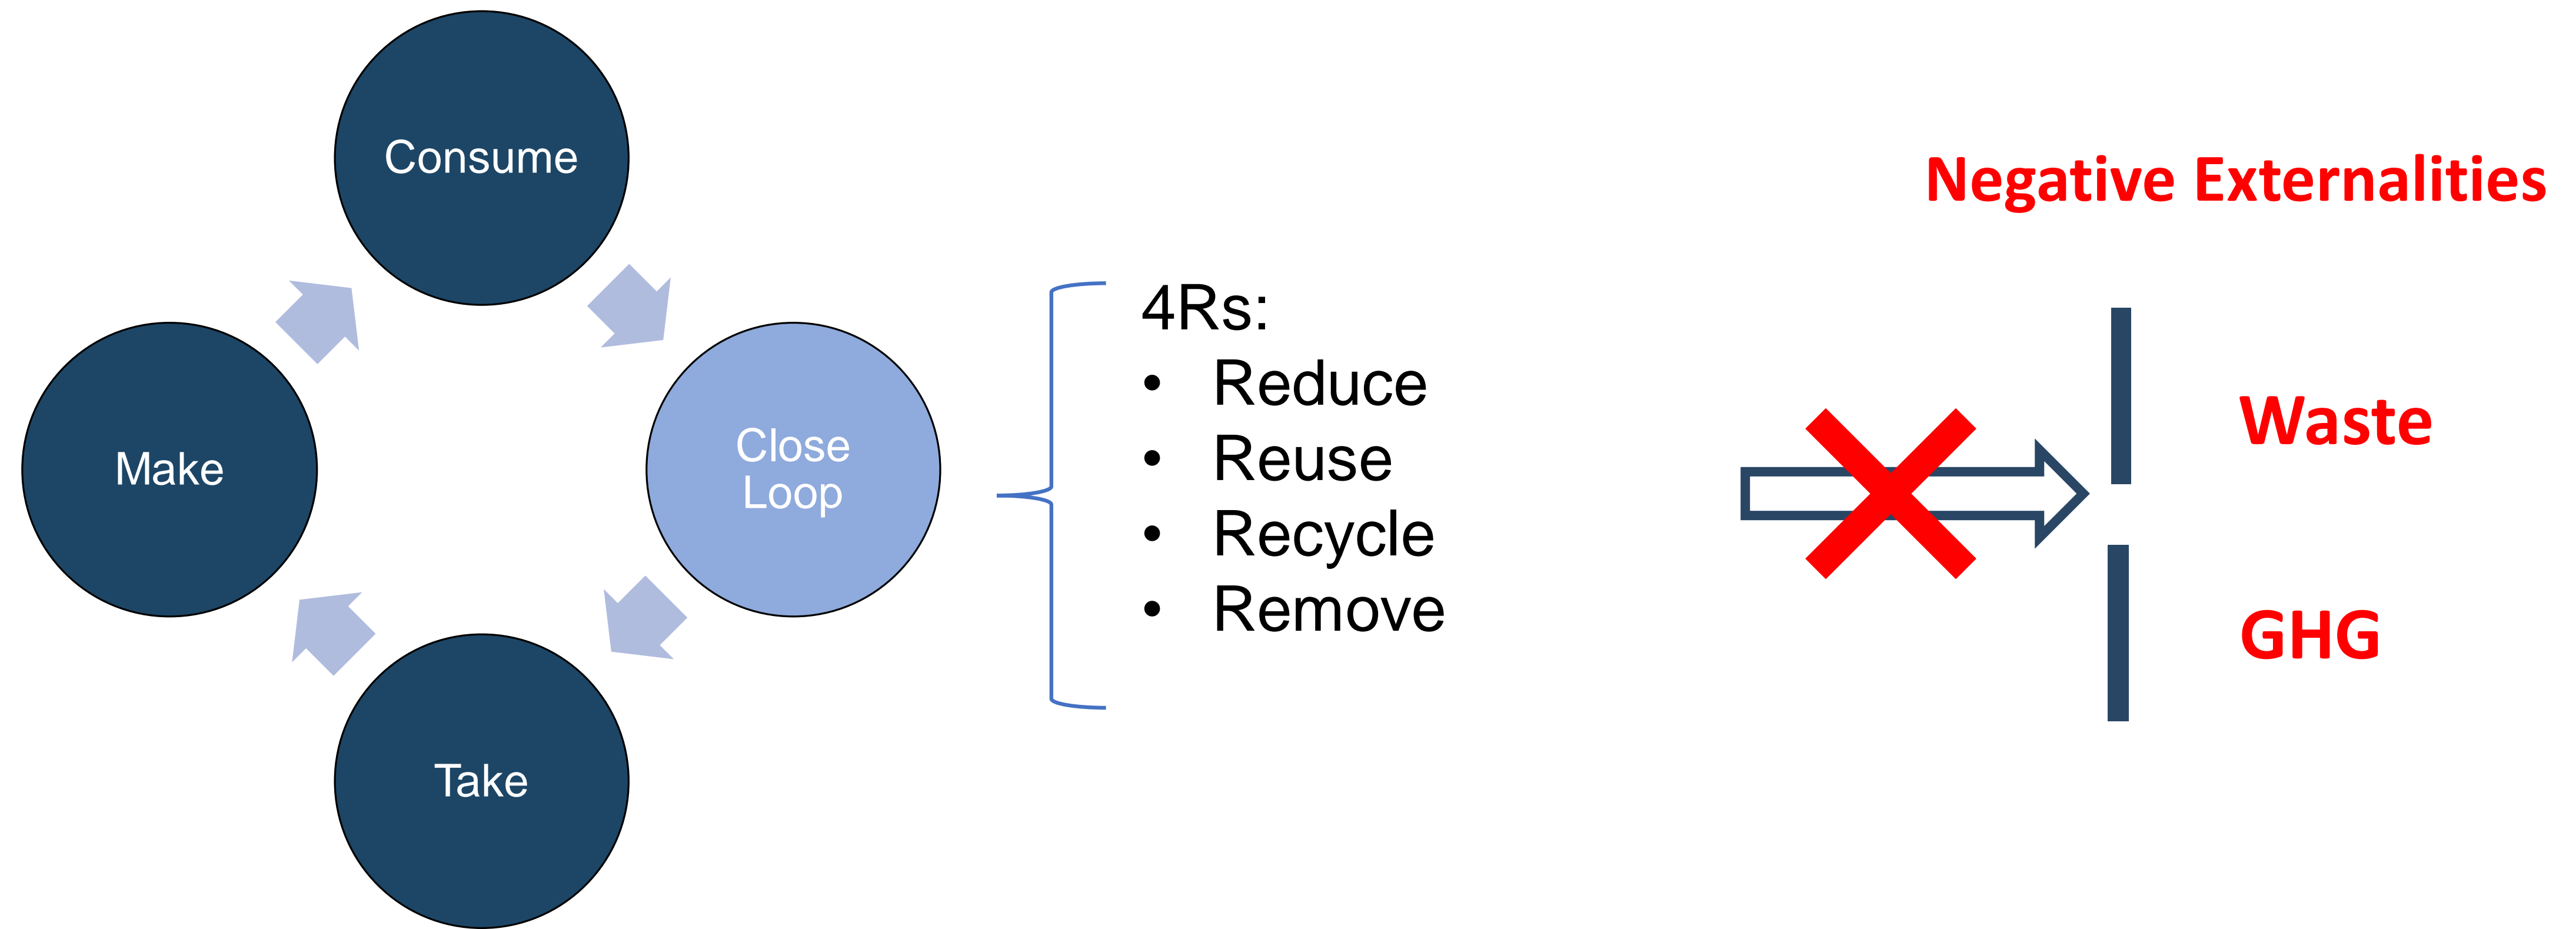 Consume
Make
Close
Loop
Take
4Rs:
• Reduce
• Reuse
• Recycle
• Remove
Negative Externalities
Waste
GHG